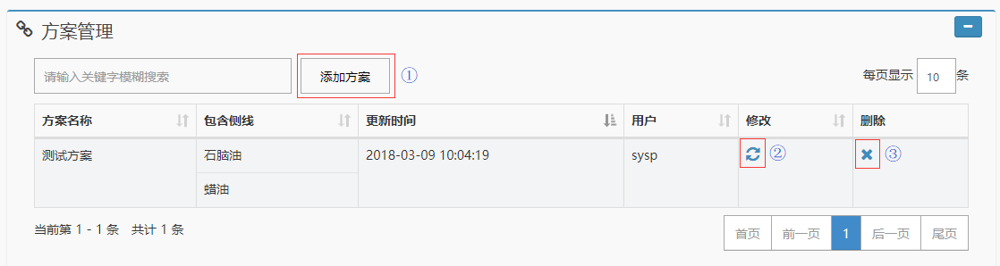 方案管理
请输入关键字模糊搜索 添加方案 ① 每页显示 10 条
方案名称 包含侧线 更新时间 用户 修改 删除
测试方案 石脑油 2018-03-09 10:04:19 sysp ② ③
蜡油
当前第 1 - 1 条 共计 1 条 首页 前一页 1 后一页 尾页